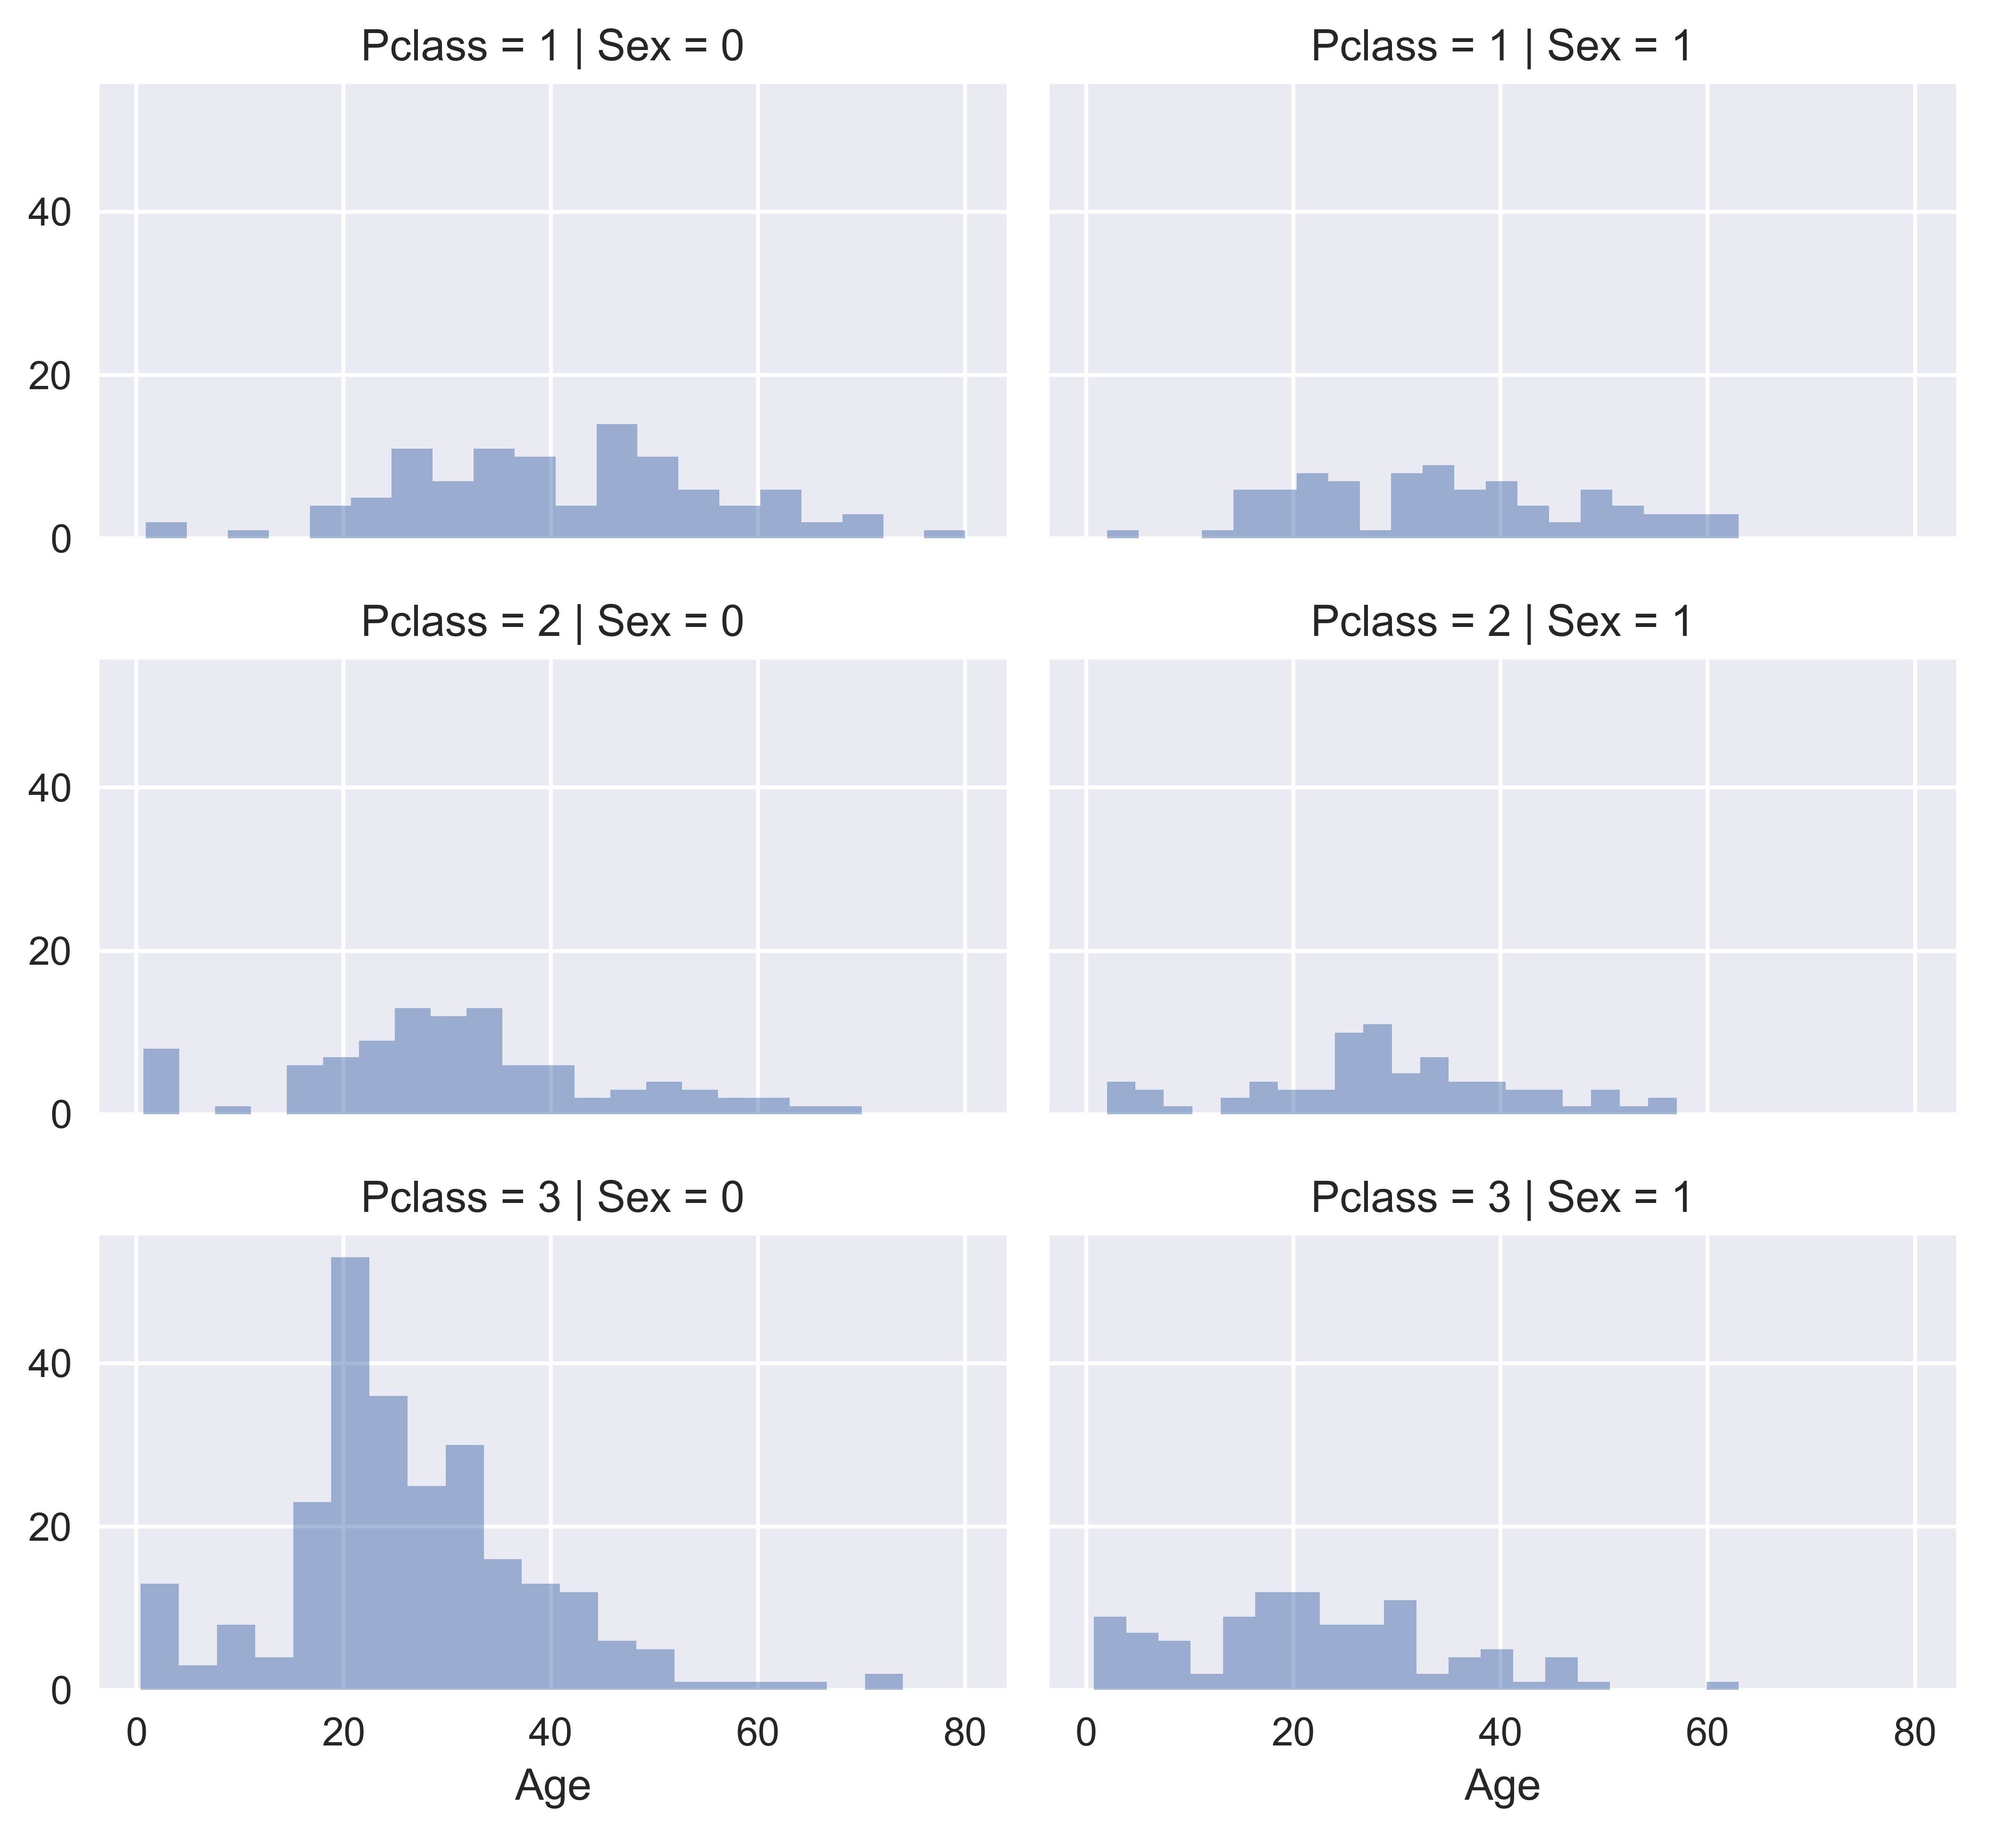 Pclass = 1 | Sex = 0
Pclass = 1 | Sex = 1
40
20
0
Pclass = 2 | Sex = 0
Pclass = 2 | Sex = 1
40
20
0
Pclass = 3 | Sex = 0
Pclass = 3 | Sex = 1
40
20
0
0 20 40 60 80
0 20 40 60 80
Age
Age